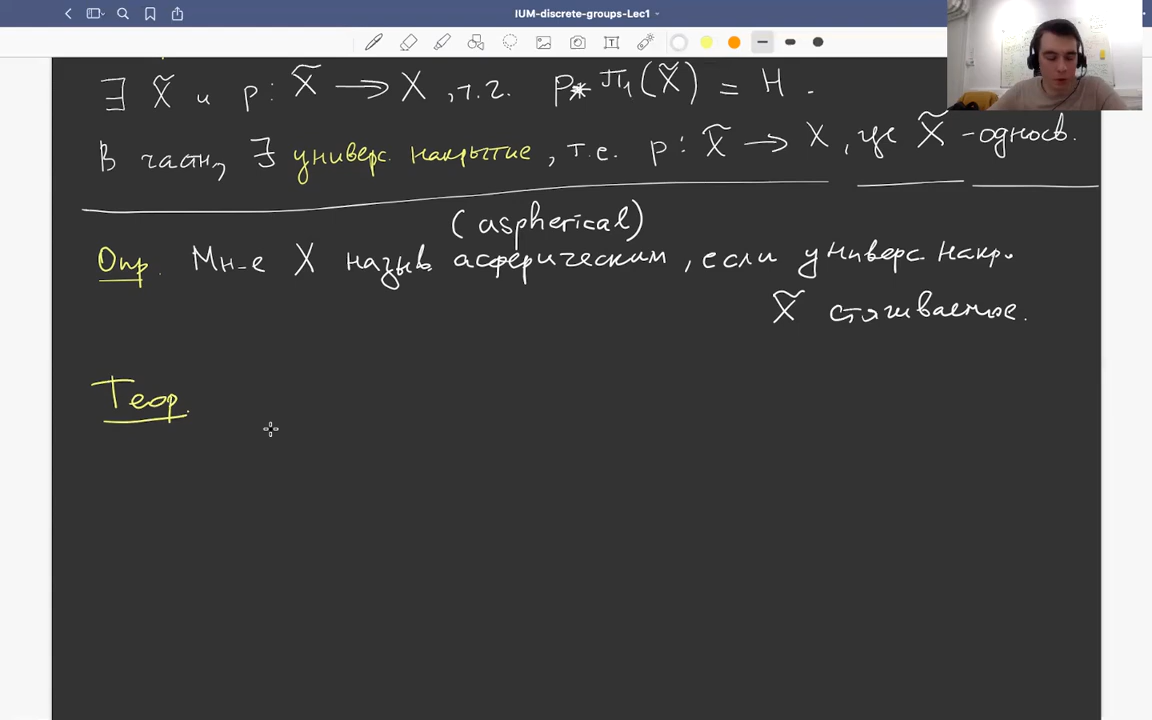 IUM-discrete-groups-Lec1
∃ X̃ и p: X̃ → X, т.г. p* π₁(X̃) = H.
В частн, ∃ универс. накрытие, т.е. p: X̃ → X, где X̃ - односв.
(aspherical)
Опр. Мн-е X назыв. асферическим, если универс. накр.
X̃ стягиваемое.
Теор.